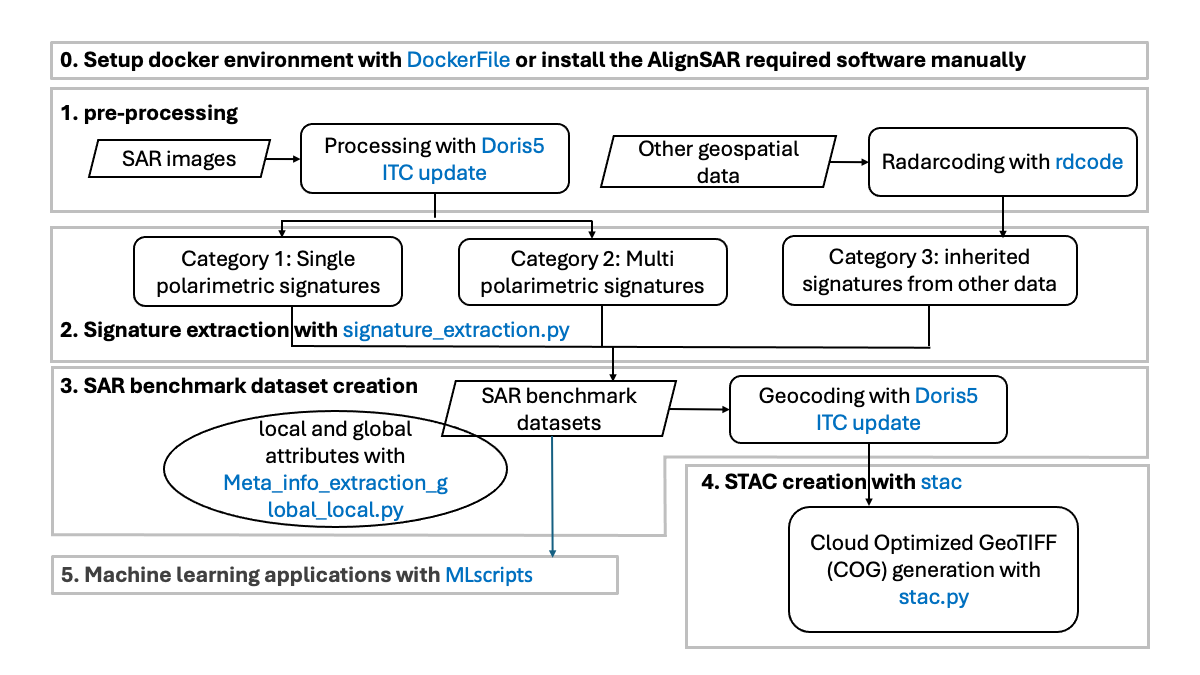 0. Setup docker environment with DockerFile or install the AlignSAR required software manually
1. pre-processing
SAR images
Processing with Doris5
ITC update
Other geospatial
data
Radarcoding with rdcode
Category 1: Single
polarimetric signatures
Category 2: Multi
polarimetric signatures
Category 3: inherited
signatures from other data
2. Signature extraction with signature_extraction.py
3. SAR benchmark dataset creation
SAR benchmark
datasets
Geocoding with Doris5
ITC update
local and global
attributes with
Meta_info_extraction_g
lobal_local.py
4. STAC creation with stac
Cloud Optimized GeoTIFF
(COG) generation with
stac.py
5. Machine learning applications with MLscripts